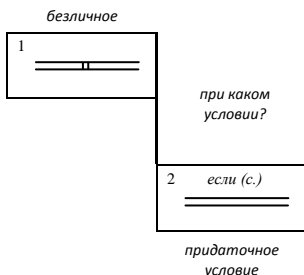 безличное
1
при каком
условии?
2 если (с.)
придаточное
условие